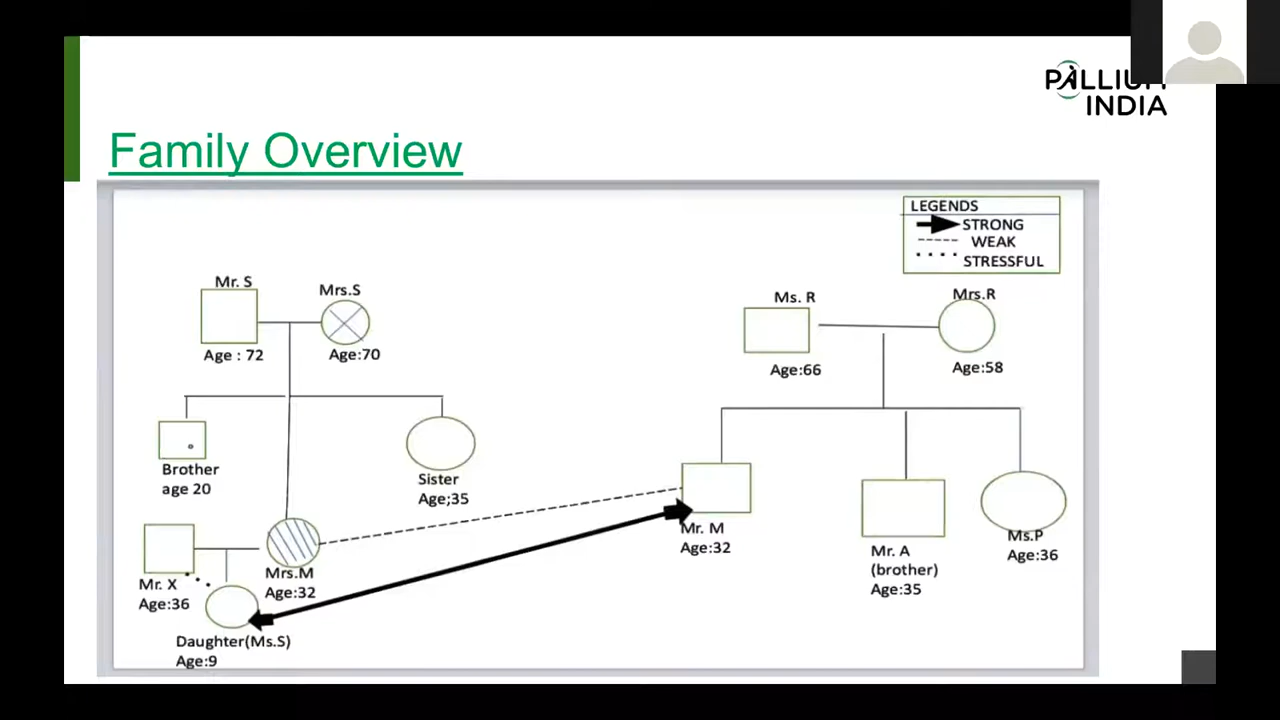 PALLIUM
INDIA
Family Overview
LEGENDS
STRONG
WEAK
STRESSFUL
Mr. S
Mrs.S
Age : 72
Age:70
Ms. R
Mrs.R
Age:66
Age:58
Brother
age 20
Sister
Age;35
Mr. X
Age:36
Mrs.M
Age:32
Daughter(Ms.S)
Age:9
Mr. M
Age:32
Mr. A
(brother)
Age:35
Ms.P
Age:36